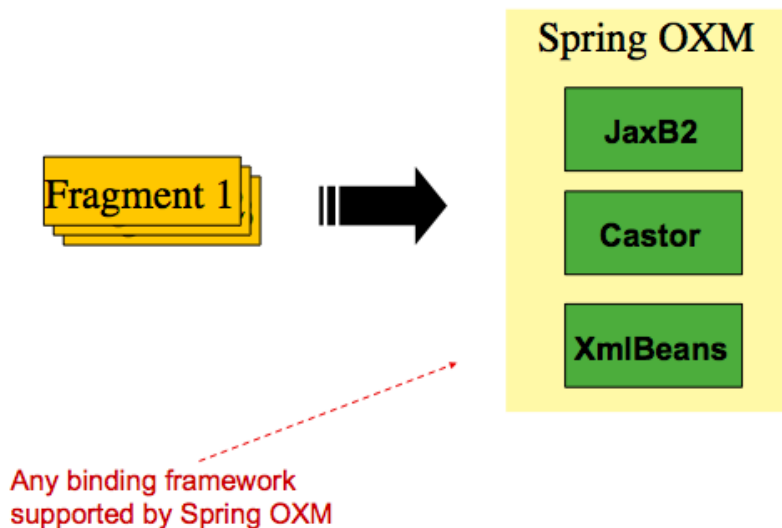 Spring OXM
JaxB2
Fragment 1
Castor
XmlBeans
Any binding framework
supported by Spring OXM